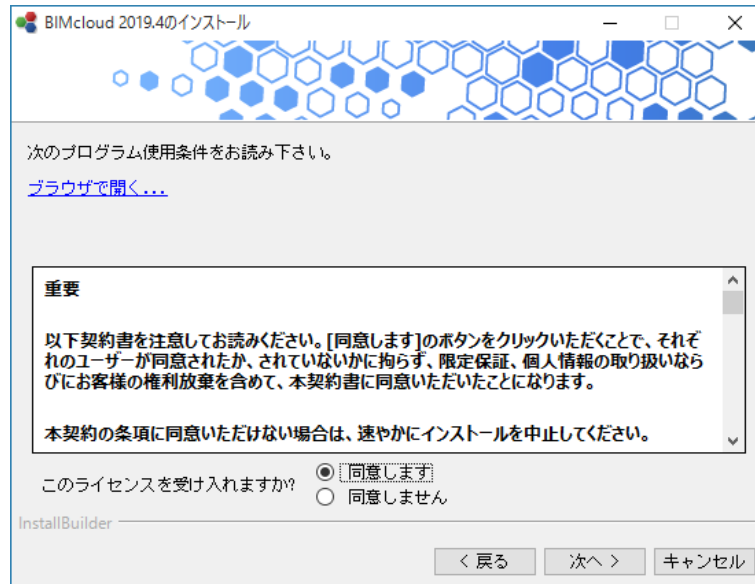 BIMcloud 2019.4のインストール
次のプログラム使用条件をお読み下さい。
ブラウザで開く...
重要
以下契約書を注意してお読みください。[同意します]のボタンをクリックいただくことで、それぞ
れのユーザーが同意されたか、されていないかに拘らず、限定保証、個人情報の取り扱いなら
びにお客様の権利放棄を含めて、本契約書に同意いただいたことになります。
本契約の条項に同意いただけない場合は、速やかにインストールを中止してください。
このライセンスを受け入れますか?
同意します
同意しません
InstallBuilder
< 戻る
次へ >
キャンセル